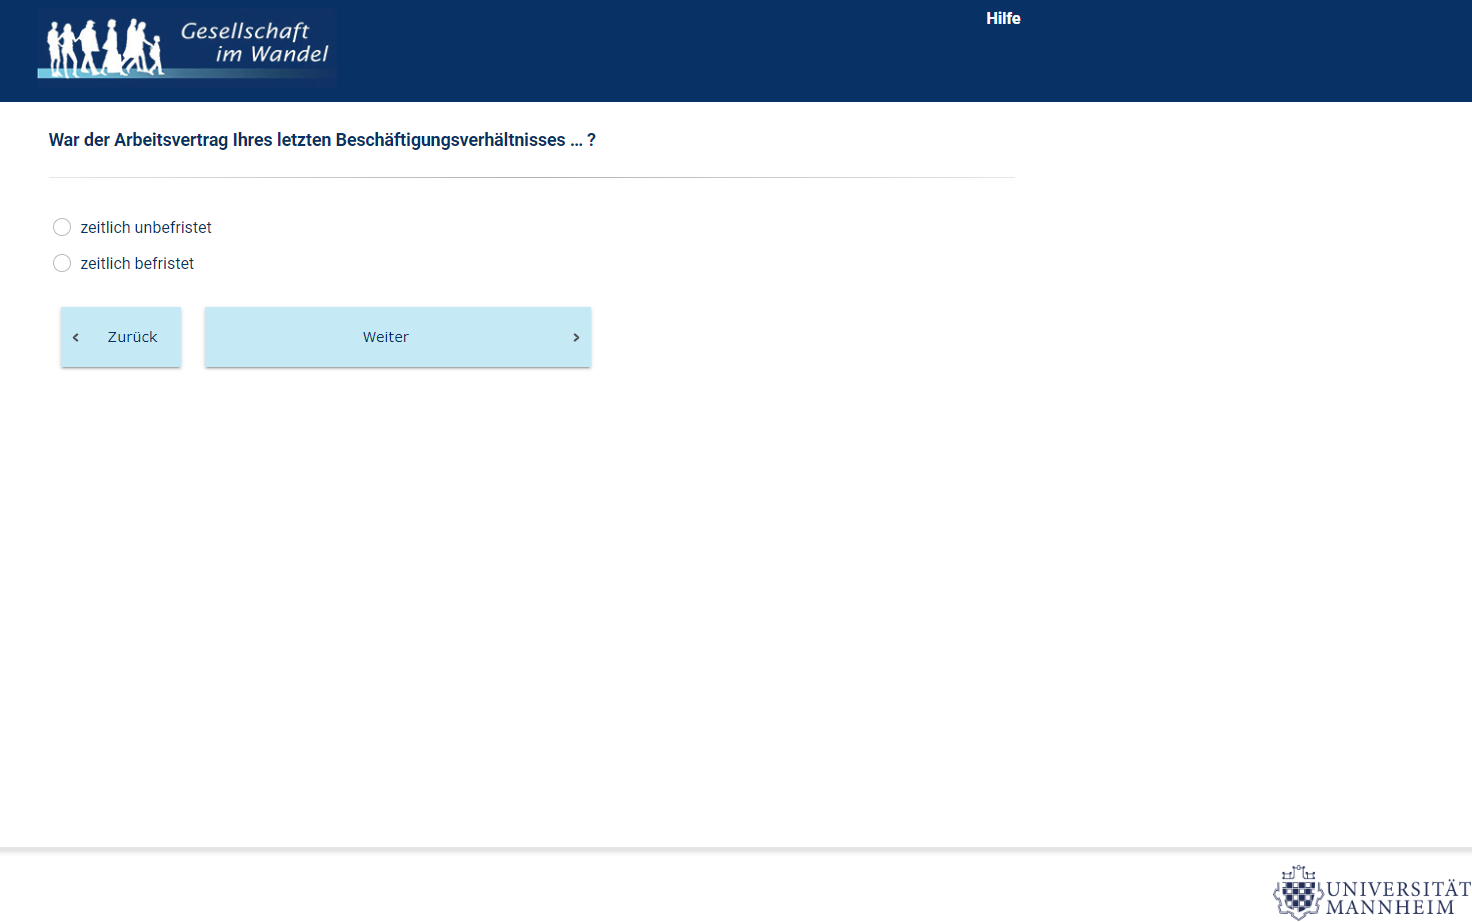 Gesellschaft
im Wandel
Hilfe
War der Arbeitsvertrag Ihres letzten Beschäftigungsverhältnisses ... ?
zeitlich unbefristet
zeitlich befristet
‹ Zurück
Weiter ›
UNIVERSITÄT
MANNHEIM